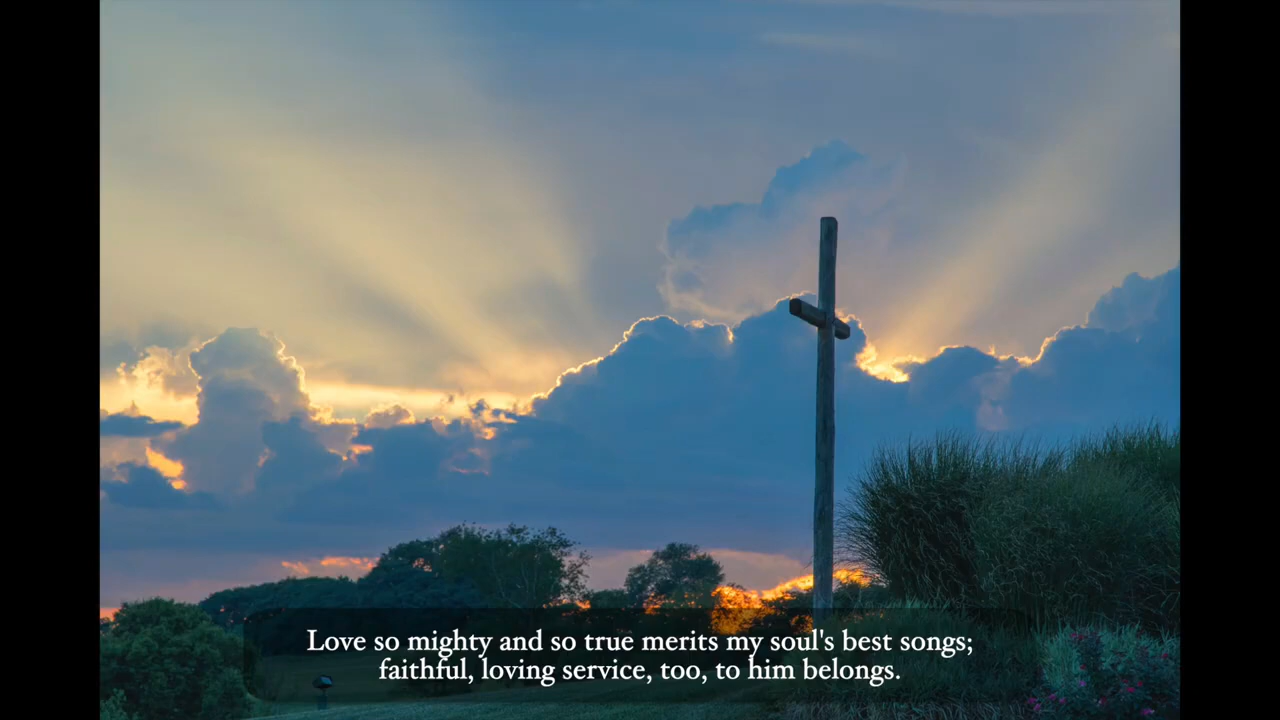 Love so mighty and so true merits my soul's best songs;
faithful, loving service, too, to him belongs.